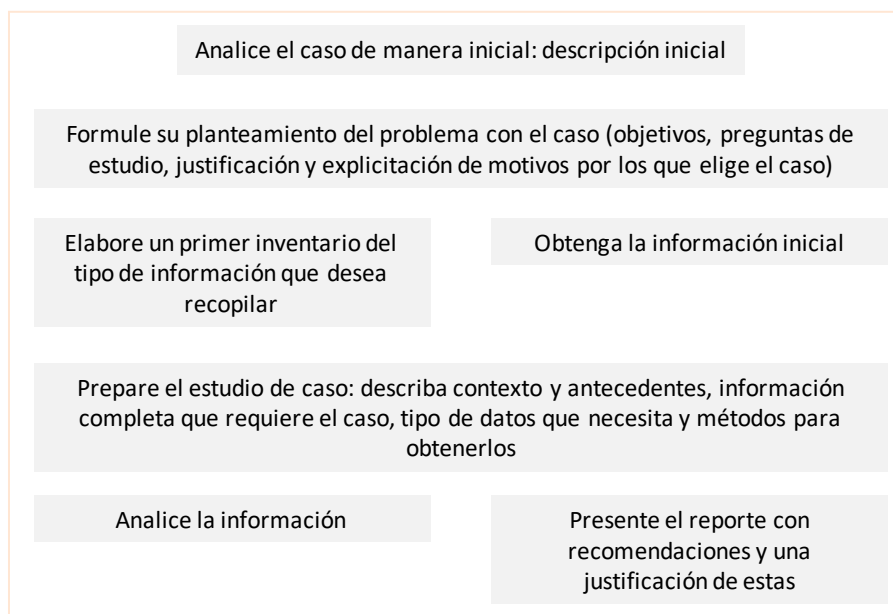 Analice el caso de manera inicial: descripción inicial
Formule su planteamiento del problema con el caso (objetivos, preguntas de
estudio, justificación y explicitación de motivos por los que elige el caso)
Elabore un primer inventario del
tipo de información que desea
recopilar
Obtenga la información inicial
Prepare el estudio de caso: describa contexto y antecedentes, información
completa que requiere el caso, tipo de datos que necesita y métodos para
obtenerlos
Analice la información
Presente el reporte con
recomendaciones y una
justificación de estas